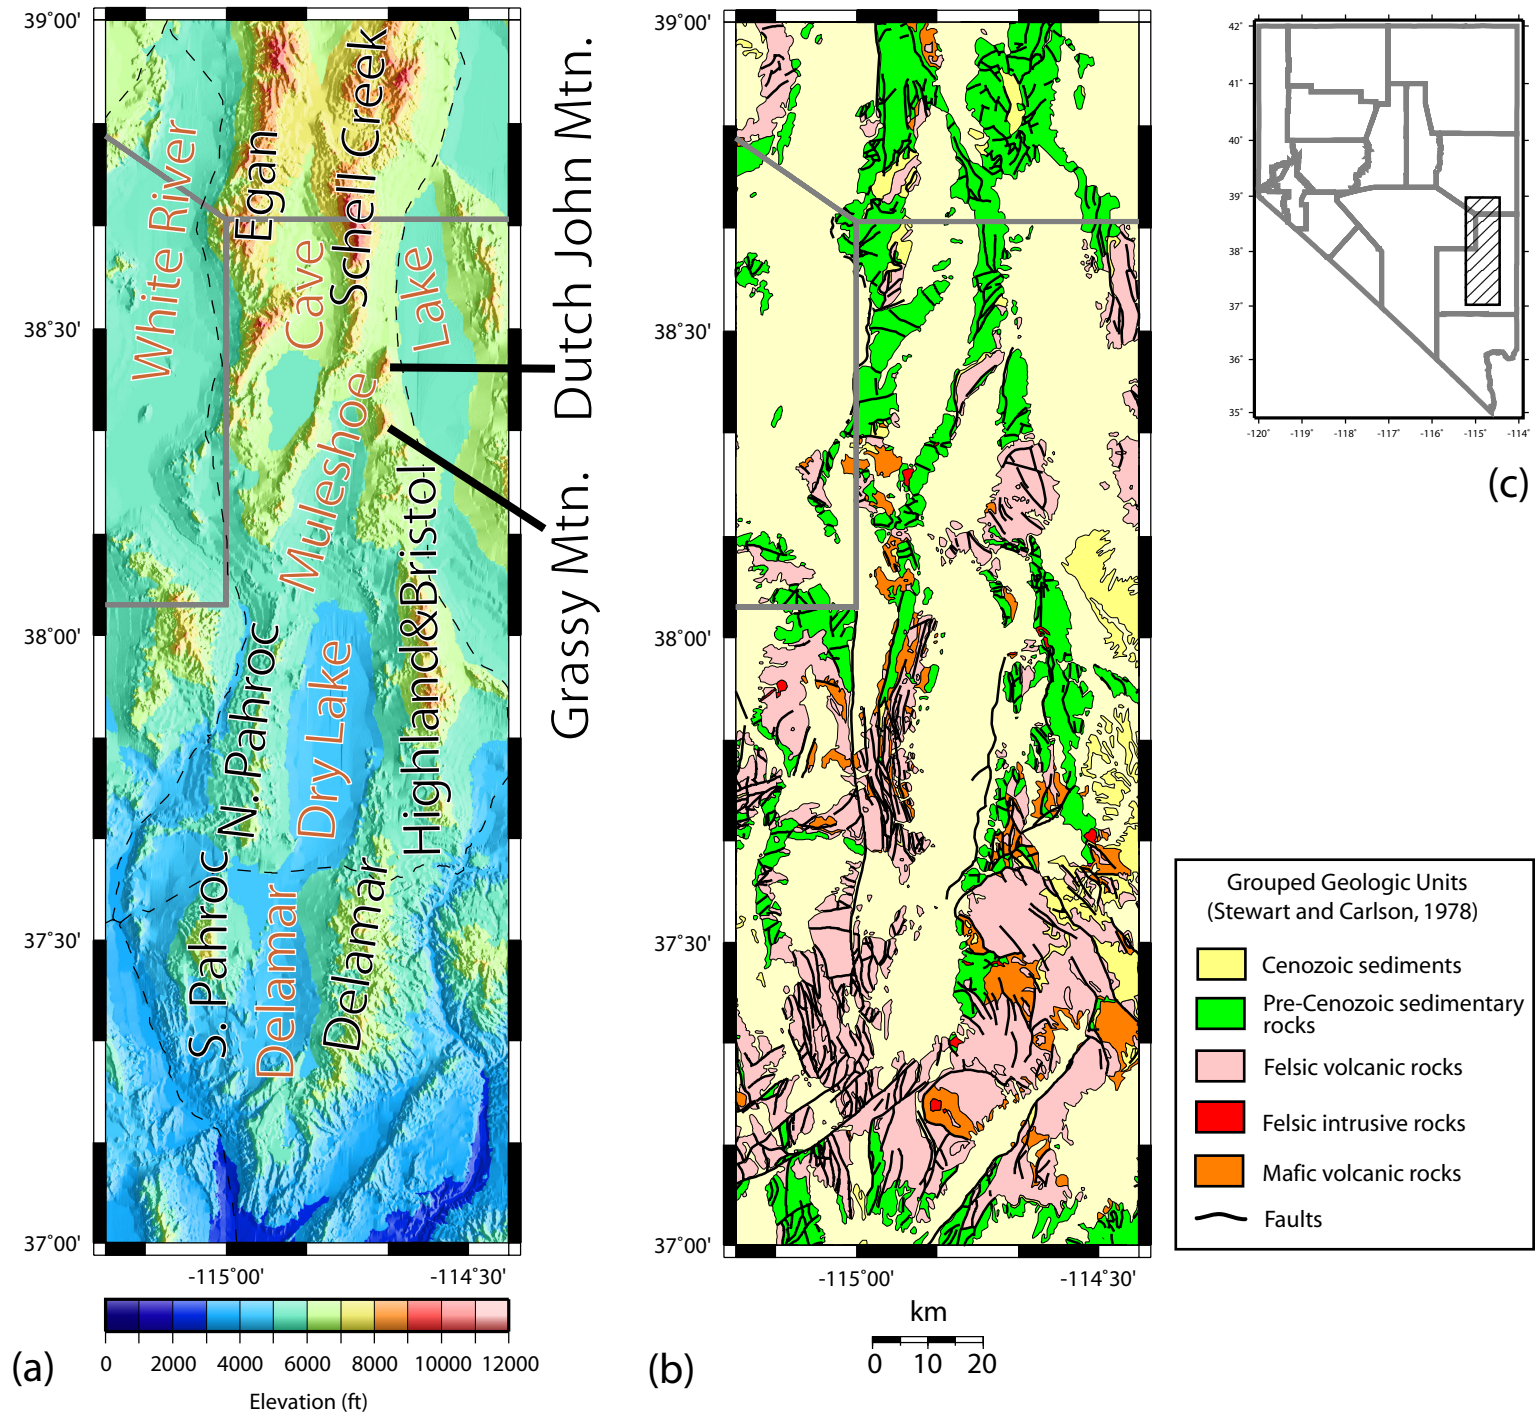 39°00'
38°30'
38°00'
37°30'
37°00'
-115°00'
-114°30'
White River
Egan
Cave
Schell Creek
Lake
Muleshoe
Dutch John Mtn.
Grassy Mtn.
Highland&Bristol
N. Pahroc
Dry Lake
S. Pahroc
Delamar
Delamar
0 2000 4000 6000 8000 10000 12000
Elevation (ft)
(a)
39°00'
38°30'
38°00'
37°30'
37°00'
-115°00'
-114°30'
km
0 10 20
(b)
42°
41°
40°
39°
38°
37°
36°
35°
-120° -119° -118° -117° -116° -115° -114°
(c)
Grouped Geologic Units
(Stewart and Carlson, 1978)
Cenozoic sediments
Pre-Cenozoic sedimentary
rocks
Felsic volcanic rocks
Felsic intrusive rocks
Mafic volcanic rocks
Faults